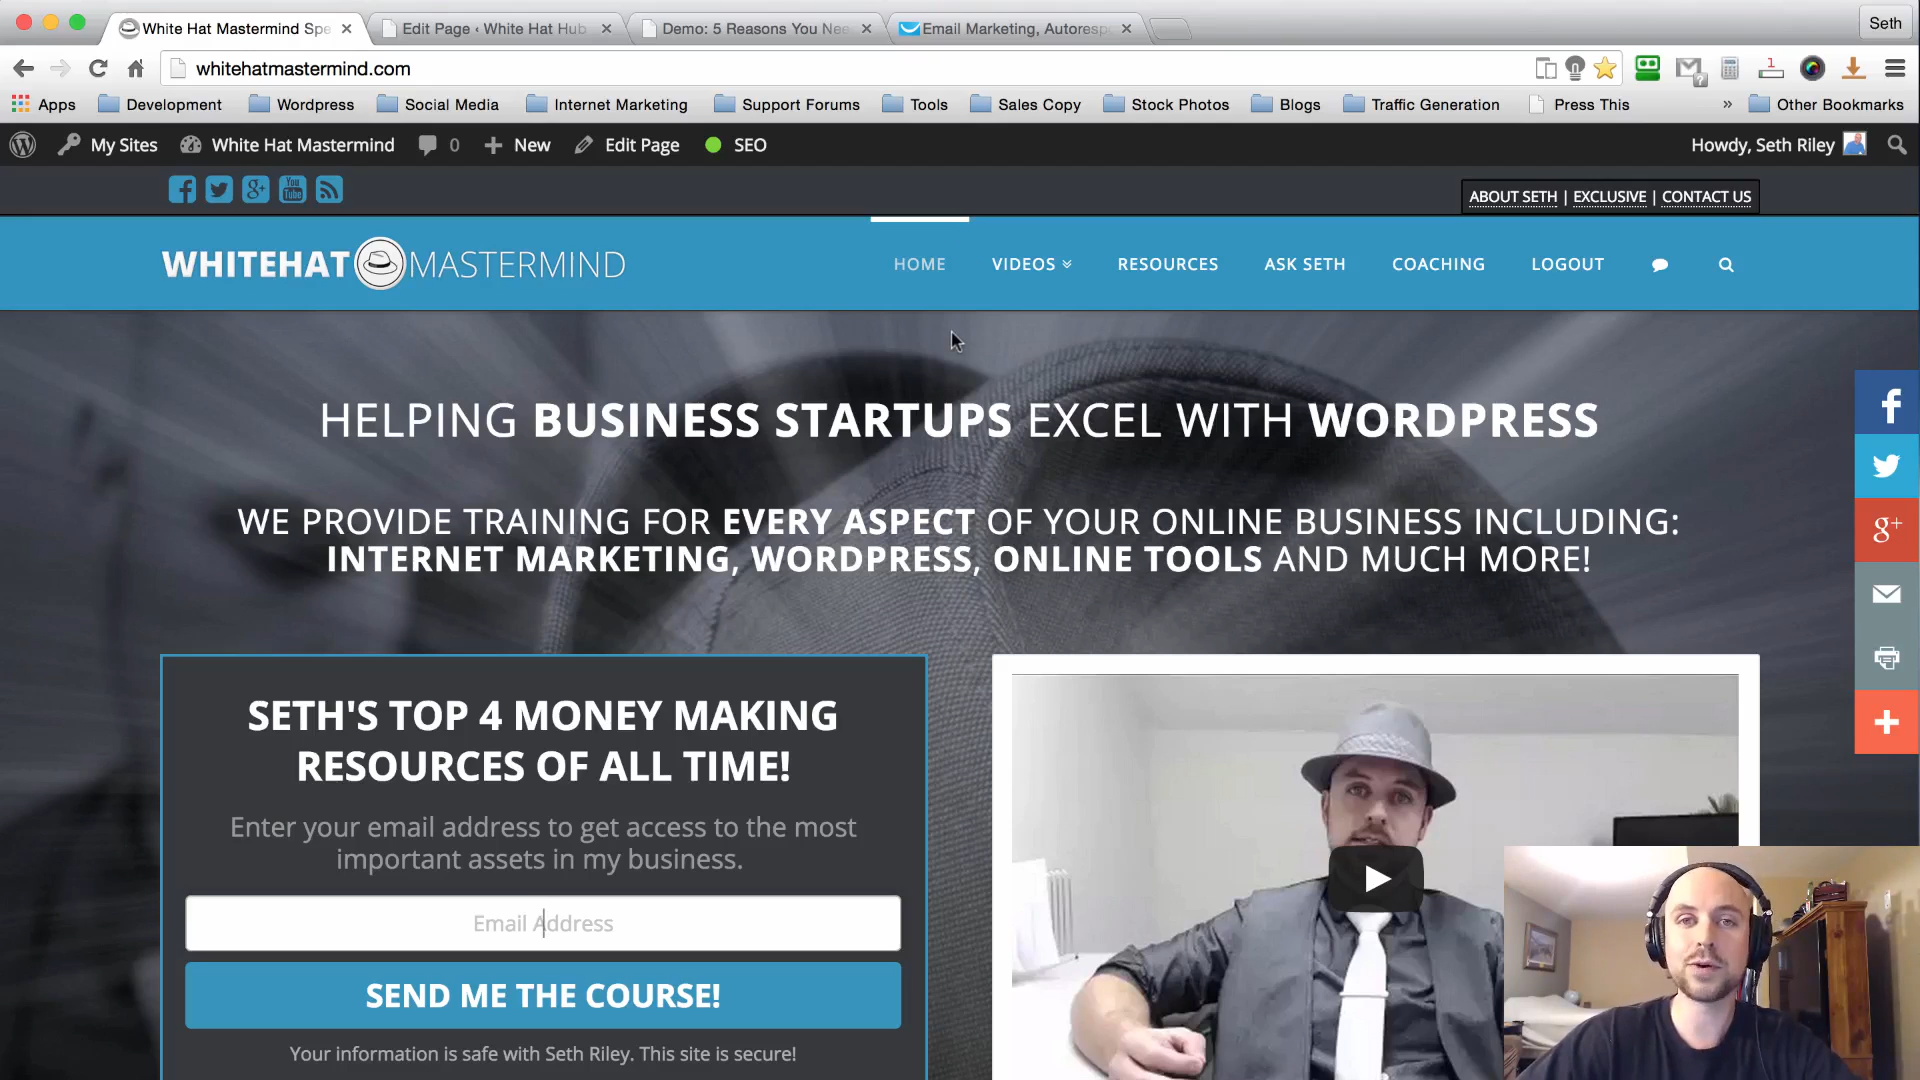 White Hat Mastermind Spe
Edit Page ‹ White Hat Hub
Demo: 5 Reasons You Nee
Email Marketing, Autoresp
Seth
whitehatmastermind.com
1
Apps
Development
Wordpress
Social Media
Internet Marketing
Support Forums
Tools
Sales Copy
Stock Photos
Blogs
Traffic Generation
Press This
»
Other Bookmarks
My Sites
White Hat Mastermind
0
New
Edit Page
SEO
Howdy, Seth Riley
You Tube
ABOUT SETH | EXCLUSIVE | CONTACT US
WHITEHAT MASTERMIND
HOME
VIDEOS
RESOURCES
ASK SETH
COACHING
LOGOUT
HELPING BUSINESS STARTUPS EXCEL WITH WORDPRESS
WE PROVIDE TRAINING FOR EVERY ASPECT OF YOUR ONLINE BUSINESS INCLUDING:
INTERNET MARKETING, WORDPRESS, ONLINE TOOLS AND MUCH MORE!
SETH'S TOP 4 MONEY MAKING
RESOURCES OF ALL TIME!
Enter your email address to get access to the most
important assets in my business.
Email Address
SEND ME THE COURSE!
Your information is safe with Seth Riley. This site is secure!